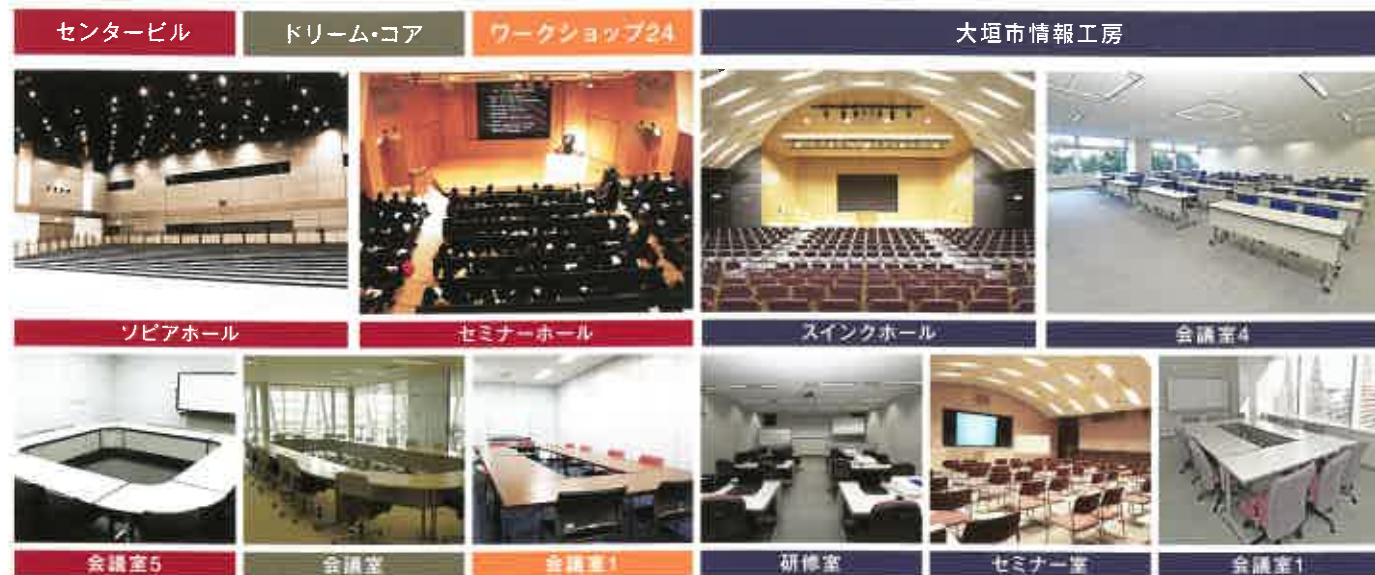 センタービル
ドリーム・コア
ワークショップ24
大垣市情報工房
ソピアホール
セミナーホール
スインクホール
会議室4
会議室5
会議室
会議室1
研修室
セミナー室
会議室1